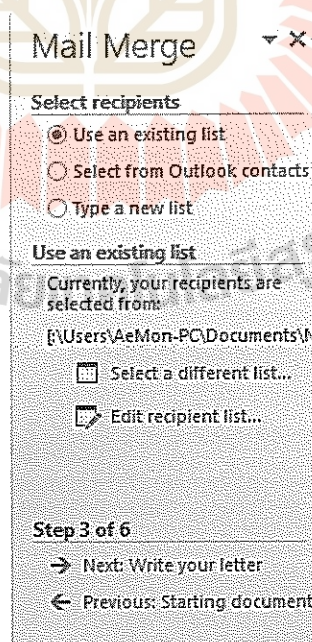 Mail Merge
Select recipients
Use an existing list
Select from Outlook contacts
Type a new list
Use an existing list
Currently, your recipients are
selected from:
[:\Users\AeMon-PC\Documents\N
Select a different list...
Edit recipient list...
Step 3 of 6
Next: Write your letter
Previous: Starting document